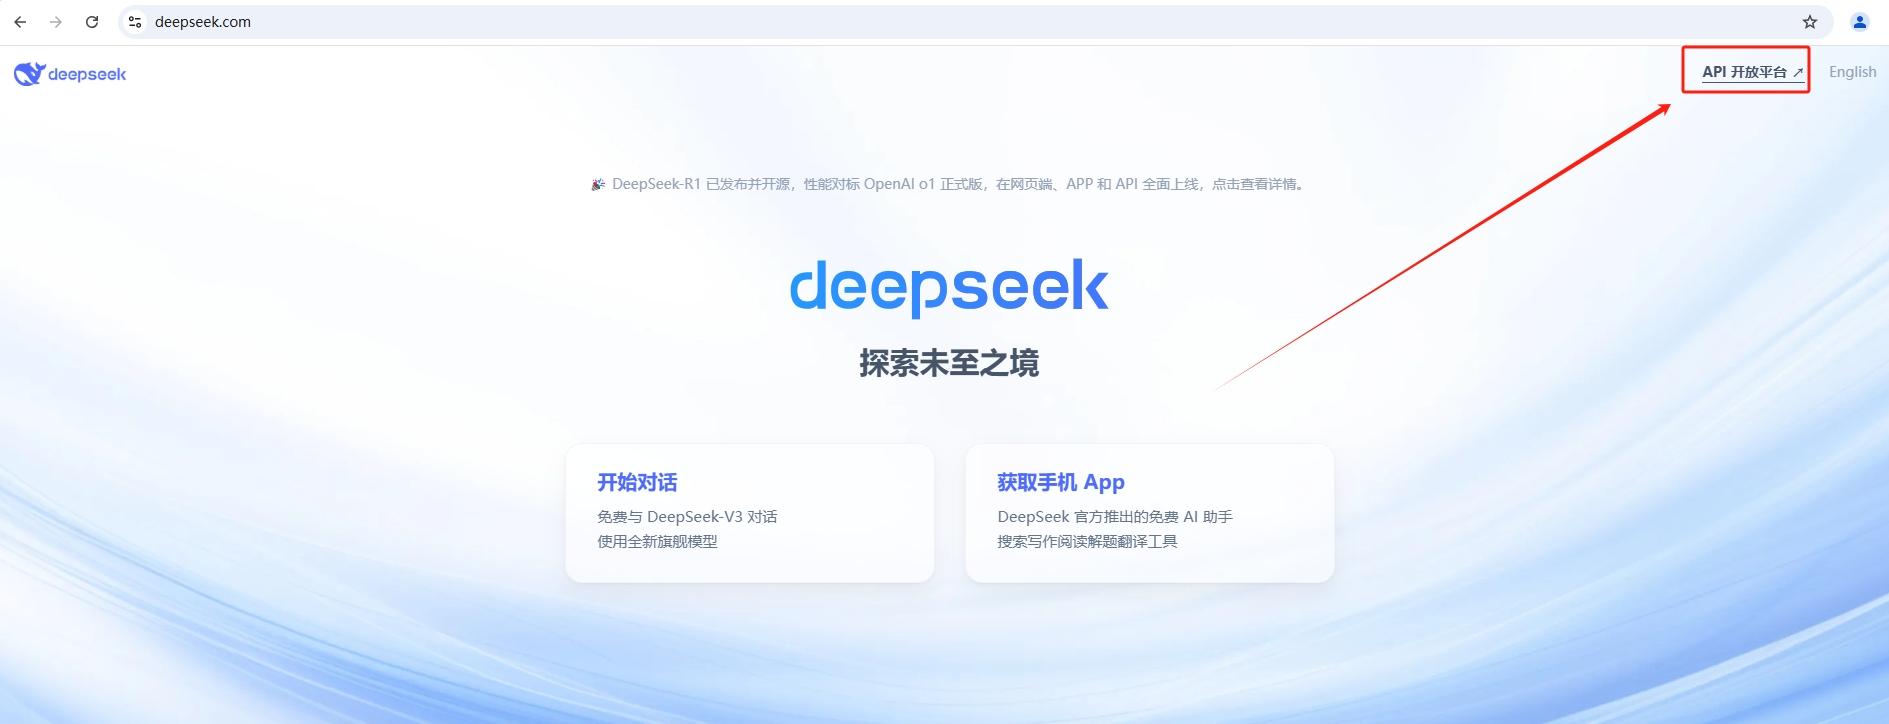 deepseek.com
deepseek
API 开放平台 ↗
English
🎉 DeepSeek-R1 已发布并开源，性能对标 OpenAI o1 正式版，在网页端、APP 和 API 全面上线，点击查看详情。
deepseek
探索未至之境
开始对话
免费与 DeepSeek-V3 对话
使用全新旗舰模型
获取手机 App
DeepSeek 官方推出的免费 AI 助手
搜索写作阅读解题翻译工具